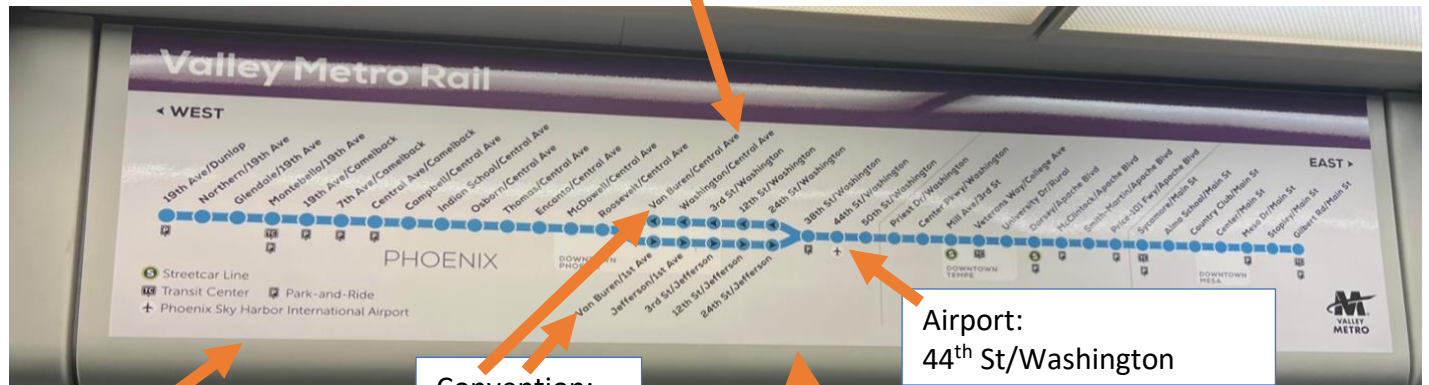 Valley Metro Rail
◂ WEST
EAST ▸
19th Ave/Dunlap
Northern/19th Ave
Glendale/19th Ave
Montebello/19th Ave
19th Ave/Camelback
7th Ave/Camelback
Central Ave/Camelback
Campbell/Central Ave
Indian School/Central Ave
Osborn/Central Ave
Thomas/Central Ave
Encanto/Central Ave
McDowell/Central Ave
Roosevelt/Central Ave
Van Buren/Central Ave
Washington/Central Ave
3rd St/Washington
12th St/Washington
24th St/Washington
38th St/Washington
44th St/Washington
50th St/Washington
Priest Dr/Washington
Center Pkwy/Washington
Mill Ave/3rd St
Veterans Way/College Ave
University Dr/Rural
Dorsey/Apache Blvd
McClintock/Apache Blvd
Smith-Martin/Apache Blvd
Price-101 Fwy/Apache Blvd
Sycamore/Main St
Alma School/Main St
Country Club/Main St
Center/Main St
Mesa Dr/Main St
Stapley/Main St
Gilbert Rd/Main St
PHOENIX
DOWNTOWN
PHOENIX
DOWNTOWN
TEMPE
DOWNTOWN
MESA
Van Buren/1st Ave
Jefferson/1st Ave
3rd St/Jefferson
12th St/Jefferson
24th St/Jefferson
S Streetcar Line
TC Transit Center P Park-and-Ride
Phoenix Sky Harbor International Airport
VALLEY
METRO
Airport:
44th St/Washington
Convention: